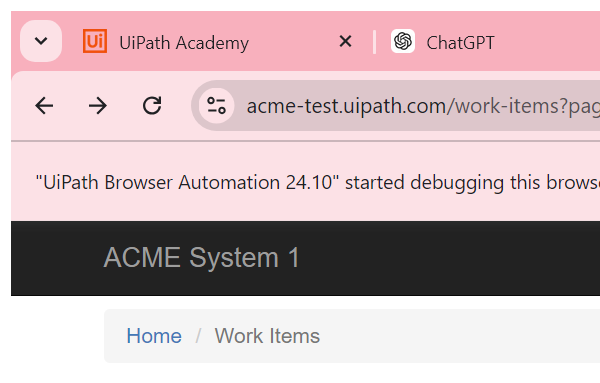 Ui UiPath Academy ChatGPT
acme-test.uipath.com/work-items?pag
"UiPath Browser Automation 24.10" started debugging this brows
ACME System 1
Home / Work Items